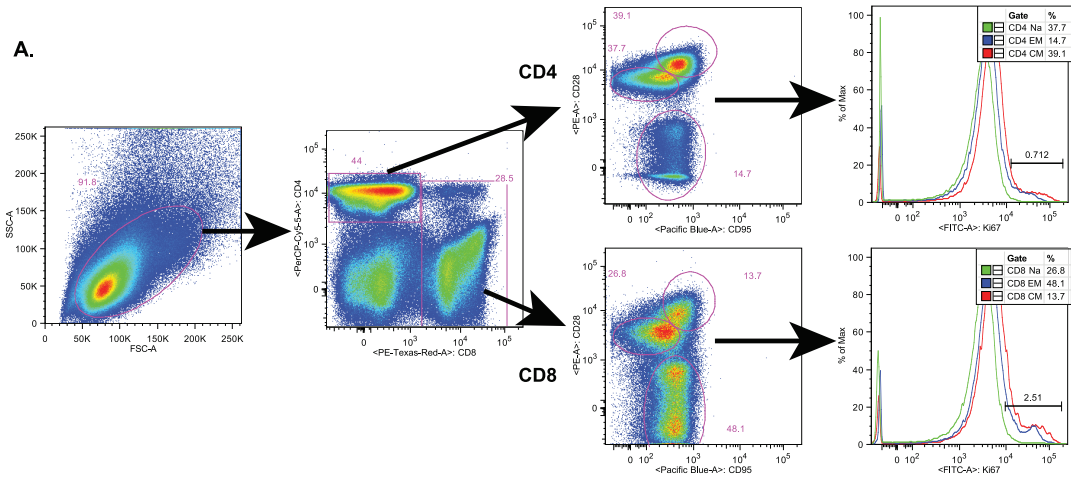 A.
250K
200K
150K
100K
50K
0
SSC-A
91.8
0 50K 100K 150K 200K 250K
FSC-A
10^5
10^4
10^3
0
<PerCP-Cy5-5-A>: CD4
44
28.5
0 10^3 10^4 10^5
<PE-Texas-Red-A>: CD8
CD4
CD8
39.1
37.7
14.7
10^5
10^4
10^3
0
<PE-A>: CD28
0 10^2 10^3 10^4 10^5
<Pacific Blue-A>: CD95
100
80
60
40
20
0
% of Max
Gate %
CD4 Na 37.7
CD4 EM 14.7
CD4 CM 39.1
0.712
0 10^2 10^3 10^4 10^5
<FITC-A>: Ki67
26.8
13.7
48.1
10^5
10^4
10^3
0
<PE-A>: CD28
0 10^2 10^3 10^4 10^5
<Pacific Blue-A>: CD95
100
80
60
40
20
0
% of Max
Gate %
CD8 Na 26.8
CD8 EM 48.1
CD8 CM 13.7
2.51
0 10^2 10^3 10^4 10^5
<FITC-A>: Ki67